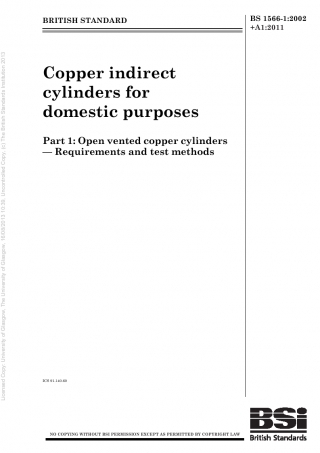 BRITISH STANDARD
BS 1566-1:2002
+A1:2011
Copper indirect
cylinders for
domestic purposes
Part 1: Open vented copper cylinders
— Requirements and test methods
NO COPYING WITHOUT BSI PERMISSION EXCEPT AS PERMITTED BY COPYRIGHT LAW
BSi
British Standards